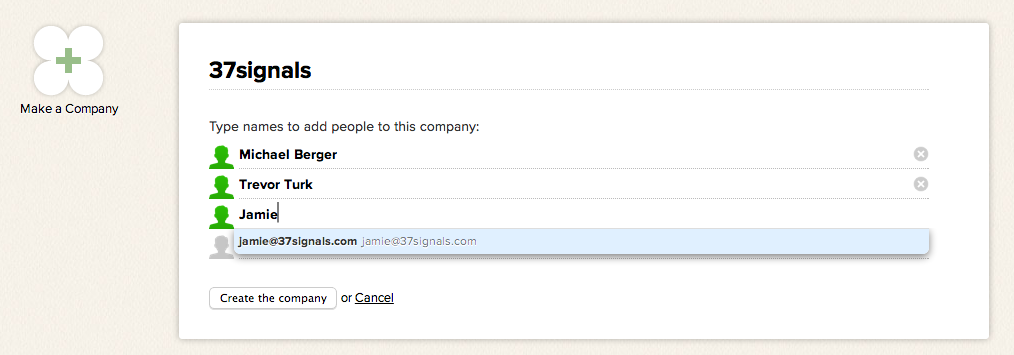 Make a Company
37signals
Type names to add people to this company:
Michael Berger
Trevor Turk
Jamie
jamie@37signals.com jamie@37signals.com
Create the company or Cancel